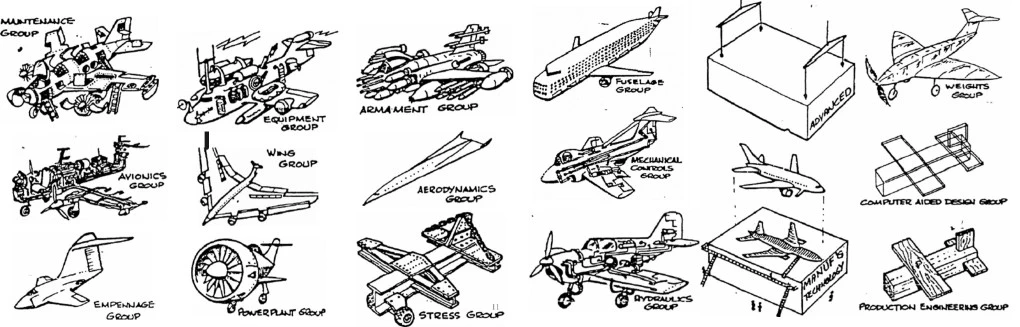 MAINTENANCE
GROUP
EQUIPMENT
GROUP
ARMAMENT GROUP
FUSELAGE
GROUP
ADVANCED
WEIGHTS
GROUP
AVIONICS
GROUP
WING
GROUP
AERODYNAMICS
GROUP
MECHANICAL
CONTROLS
GROUP
COMPUTER AIDED DESIGN GROUP
EMPENNAGE
GROUP
POWERPLANT GROUP
STRESS GROUP
HYDRAULICS
GROUP
MANUF'G
TECHNOLOGY
PRODUCTION ENGINEERING GROUP